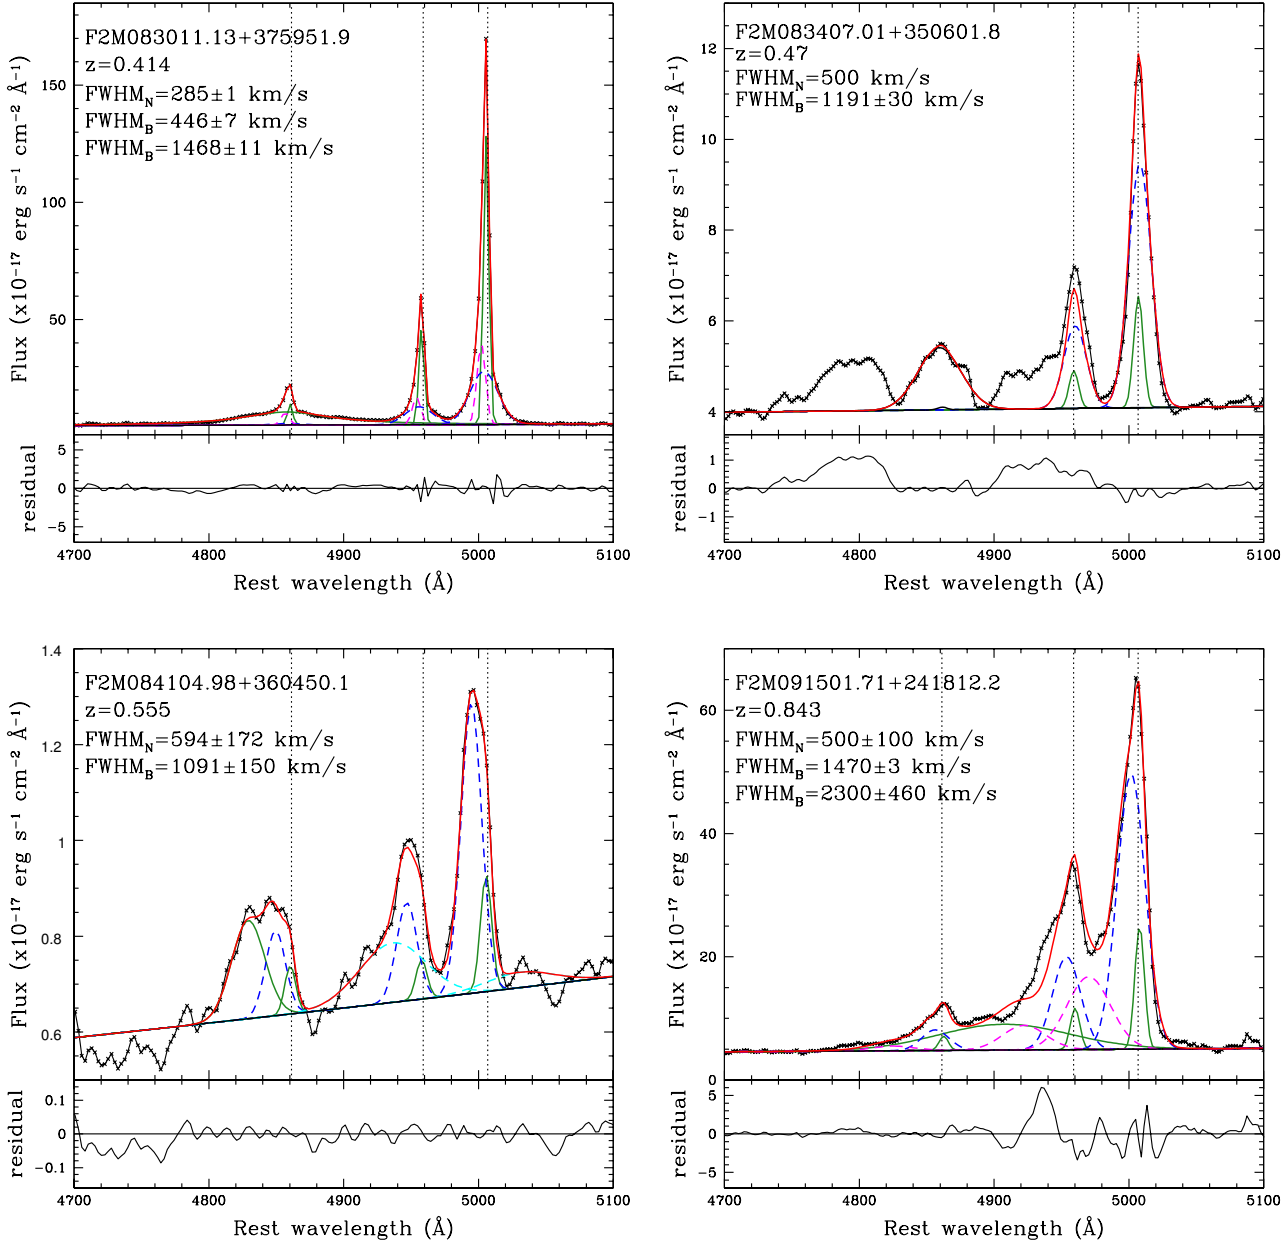 F2M083011.13+375951.9
z=0.414
FWHM_N=285±1 km/s
FWHM_B=446±7 km/s
FWHM_B=1468±11 km/s
Flux (x10⁻¹⁷ erg s⁻¹ cm⁻² Å⁻¹)
150
100
50
5
0
−5
residual
4700 4800 4900 5000 5100
Rest wavelength (Å)
F2M083407.01+350601.8
z=0.47
FWHM_N=500 km/s
FWHM_B=1191±30 km/s
Flux (x10⁻¹⁷ erg s⁻¹ cm⁻² Å⁻¹)
12
10
8
6
4
1
0
−1
residual
4700 4800 4900 5000 5100
Rest wavelength (Å)
F2M084104.98+360450.1
z=0.555
FWHM_N=594±172 km/s
FWHM_B=1091±150 km/s
Flux (x10⁻¹⁷ erg s⁻¹ cm⁻² Å⁻¹)
1.4
1.2
1
0.8
0.6
0.1
0
−0.1
residual
4700 4800 4900 5000 5100
Rest wavelength (Å)
F2M091501.71+241812.2
z=0.843
FWHM_N=500±100 km/s
FWHM_B=1470±3 km/s
FWHM_B=2300±460 km/s
Flux (x10⁻¹⁷ erg s⁻¹ cm⁻² Å⁻¹)
60
40
20
0
5
0
−5
residual
4700 4800 4900 5000 5100
Rest wavelength (Å)